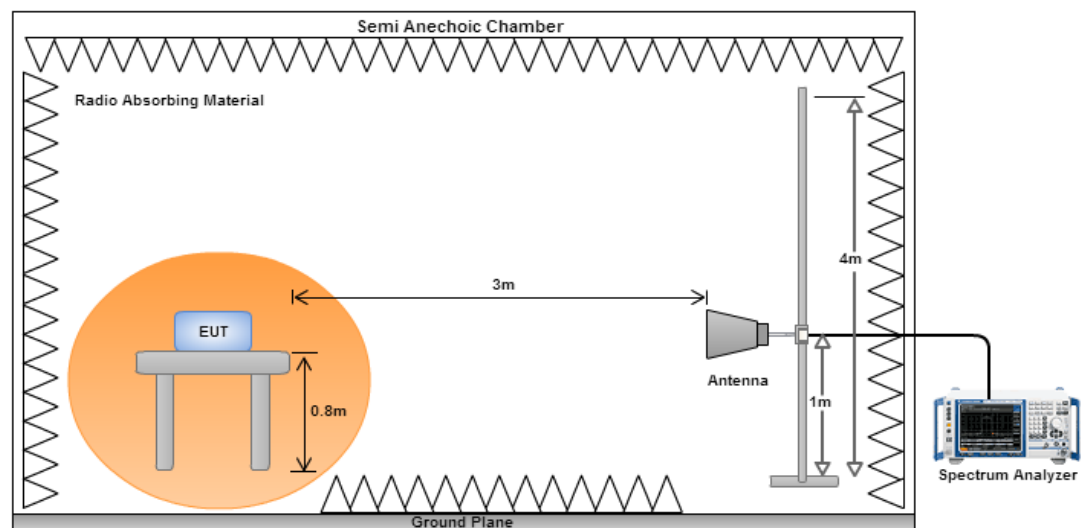 Semi Anechoic Chamber
Radio Absorbing Material
4m
3m
EUT
Antenna
0.8m
1m
Spectrum Analyzer
Ground Plane